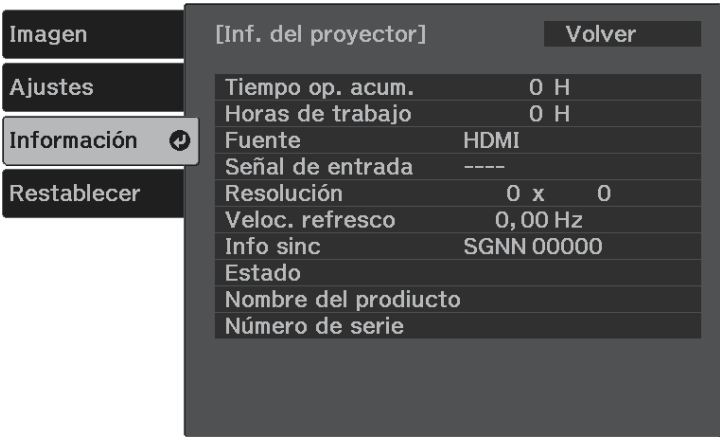 Imagen
Ajustes
Información
Restablecer
[Inf. del proyector]
Volver
Tiempo op. acum. 0 H
Horas de trabajo 0 H
Fuente HDMI
Señal de entrada ----
Resolución 0 x 0
Veloc. refresco 0,00 Hz
Info sinc SGNN 00000
Estado
Nombre del prodiucto
Número de serie